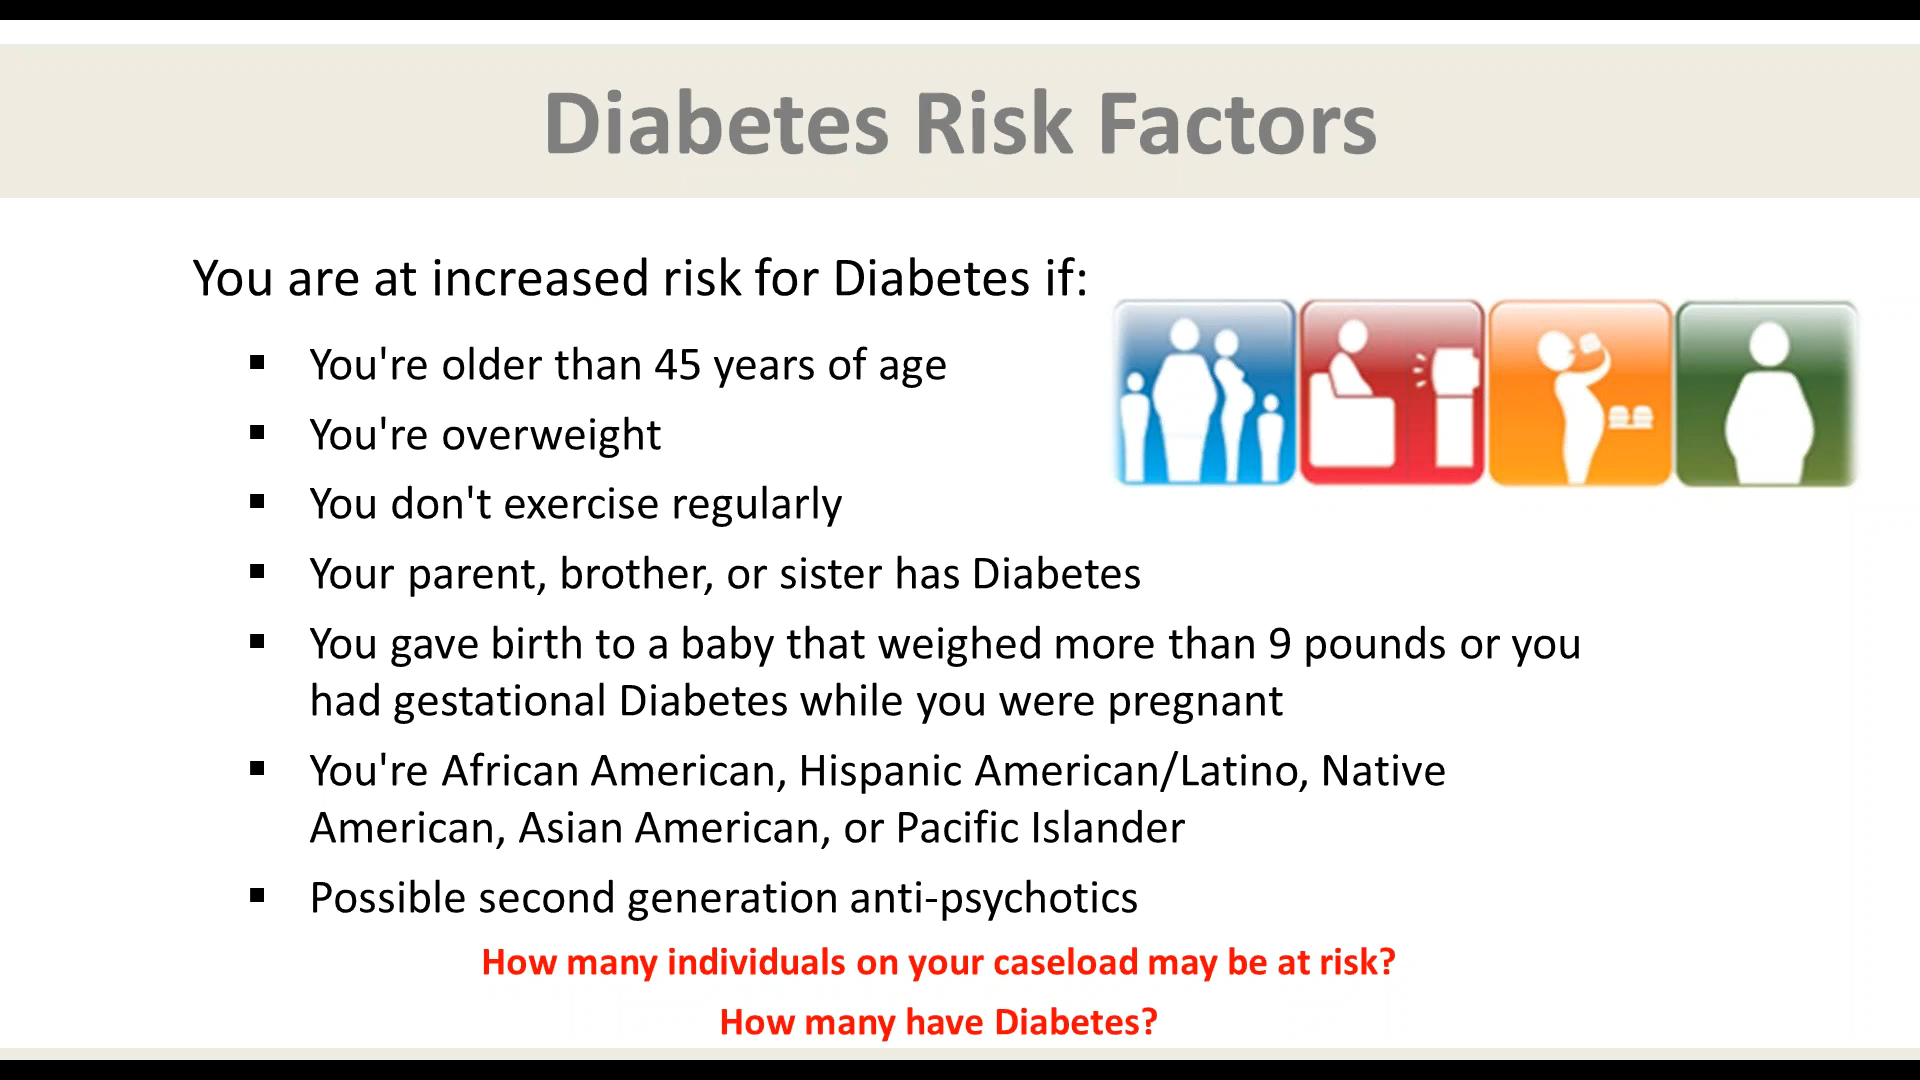 Diabetes Risk Factors
You are at increased risk for Diabetes if:
▪ You're older than 45 years of age
▪ You're overweight
▪ You don't exercise regularly
▪ Your parent, brother, or sister has Diabetes
▪ You gave birth to a baby that weighed more than 9 pounds or you
had gestational Diabetes while you were pregnant
▪ You're African American, Hispanic American/Latino, Native
American, Asian American, or Pacific Islander
▪ Possible second generation anti-psychotics
How many individuals on your caseload may be at risk?
How many have Diabetes?